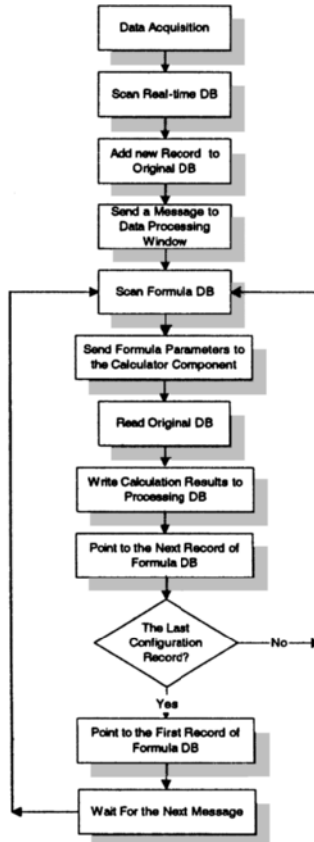 Data Acquisition
Scan Real-time DB
Add new Record to
Original DB
Send a Message to
Data Processing
Window
Scan Formula DB
Send Formula Parameters to
the Calculator Component
Read Original DB
Write Calculation Results to
Processing DB
Point to the Next Record of
Formula DB
The Last
Configuration
Record?
No
Yes
Point to the First Record of
Formula DB
Wait For the Next Message